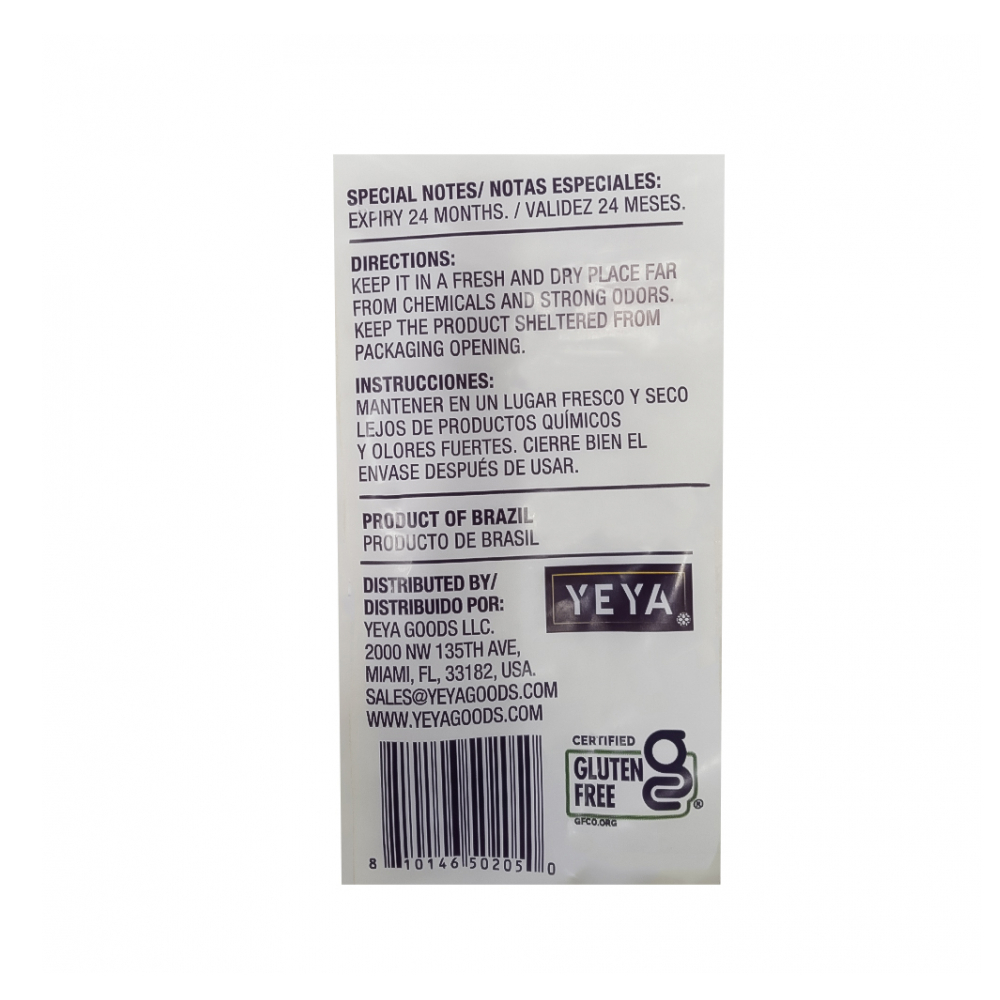 SPECIAL NOTES/ NOTAS ESPECIALES:
EXPIRY 24 MONTHS. / VALIDEZ 24 MESES.
DIRECTIONS:
KEEP IT IN A FRESH AND DRY PLACE FAR
FROM CHEMICALS AND STRONG ODORS.
KEEP THE PRODUCT SHELTERED FROM
PACKAGING OPENING.
INSTRUCCIONES:
MANTENER EN UN LUGAR FRESCO Y SECO
LEJOS DE PRODUCTOS QUÍMICOS
Y OLORES FUERTES. CIERRE BIEN EL
ENVASE DESPUÉS DE USAR.
PRODUCT OF BRAZIL
PRODUCTO DE BRASIL
DISTRIBUTED BY/
DISTRIBUIDO POR:
YEYA GOODS LLC.
2000 NW 135TH AVE,
MIAMI, FL, 33182, USA.
SALES@YEYAGOODS.COM
WWW.YEYAGOODS.COM
YEYA
CERTIFIED
GLUTEN
FREE
GFCO.ORG
®
8 10146 50205 0